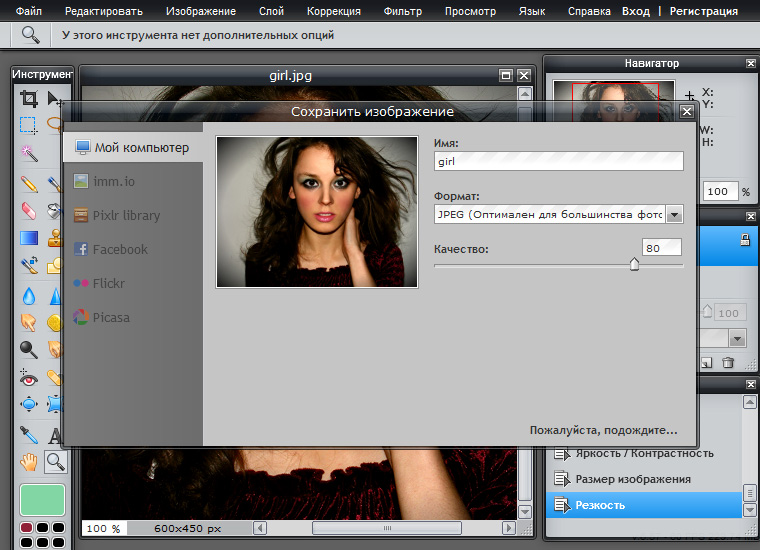 Файл Редактировать Изображение Слой Коррекция Фильтр Просмотр Язык Справка Вход | Регистрация
У этого инструмента нет дополнительных опций
Инструмент
girl.jpg
Навигатор
X:
Y:
W:
H:
100 %
Сохранить изображение
Мой компьютер
imm.io
Pixlr library
Facebook
Flickr
Picasa
Имя:
girl
Формат:
JPEG (Оптимален для большинства фото
Качество: 80
Пожалуйста, подождите...
100
Яркость / Контрастность
Размер изображения
Резкость
100 % 600x450 px